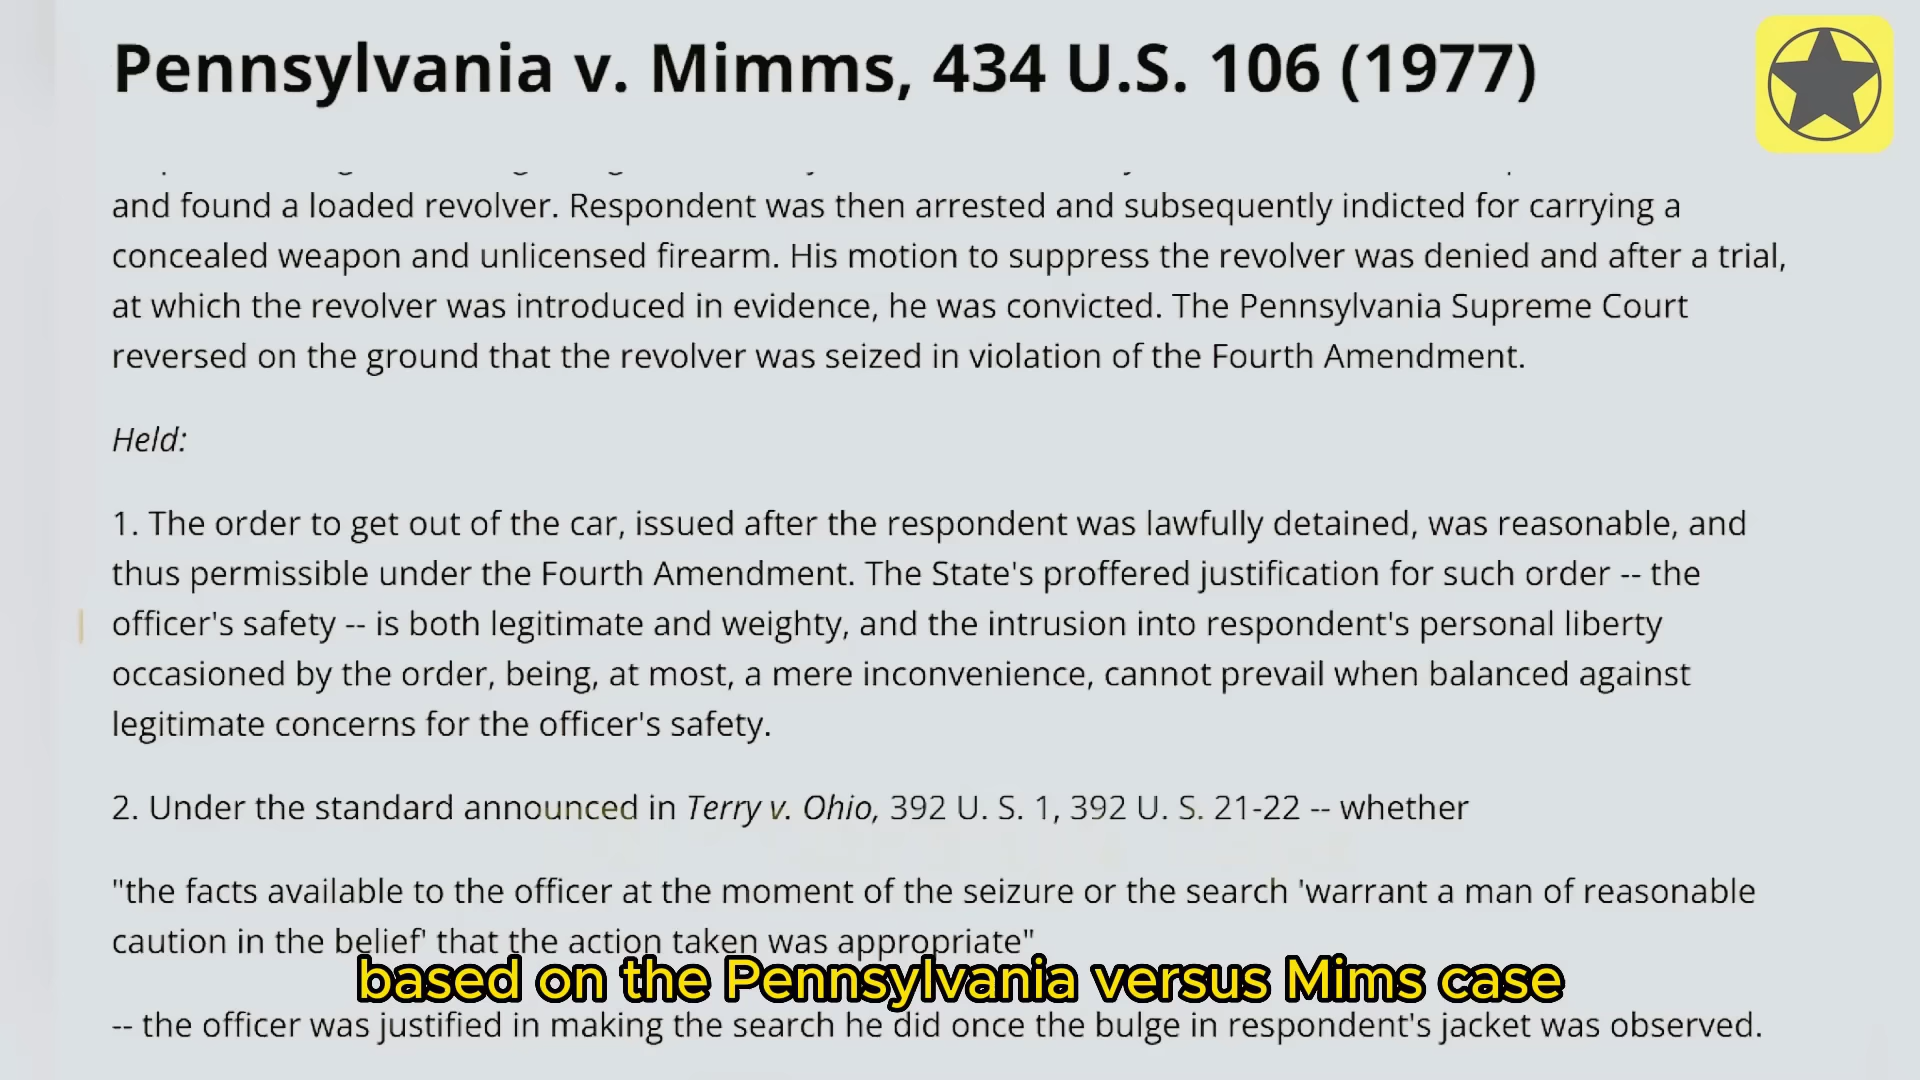 Pennsylvania v. Mimms, 434 U.S. 106 (1977)
and found a loaded revolver. Respondent was then arrested and subsequently indicted for carrying a
concealed weapon and unlicensed firearm. His motion to suppress the revolver was denied and after a trial,
at which the revolver was introduced in evidence, he was convicted. The Pennsylvania Supreme Court
reversed on the ground that the revolver was seized in violation of the Fourth Amendment.
Held:
1. The order to get out of the car, issued after the respondent was lawfully detained, was reasonable, and
thus permissible under the Fourth Amendment. The State's proffered justification for such order -- the
officer's safety -- is both legitimate and weighty, and the intrusion into respondent's personal liberty
occasioned by the order, being, at most, a mere inconvenience, cannot prevail when balanced against
legitimate concerns for the officer's safety.
2. Under the standard announced in Terry v. Ohio, 392 U. S. 1, 392 U. S. 21-22 -- whether
"the facts available to the officer at the moment of the seizure or the search 'warrant a man of reasonable
caution in the belief' that the action taken was appropriate"
based on the Pennsylvania versus Mims case
-- the officer was justified in making the search he did once the bulge in respondent's jacket was observed.